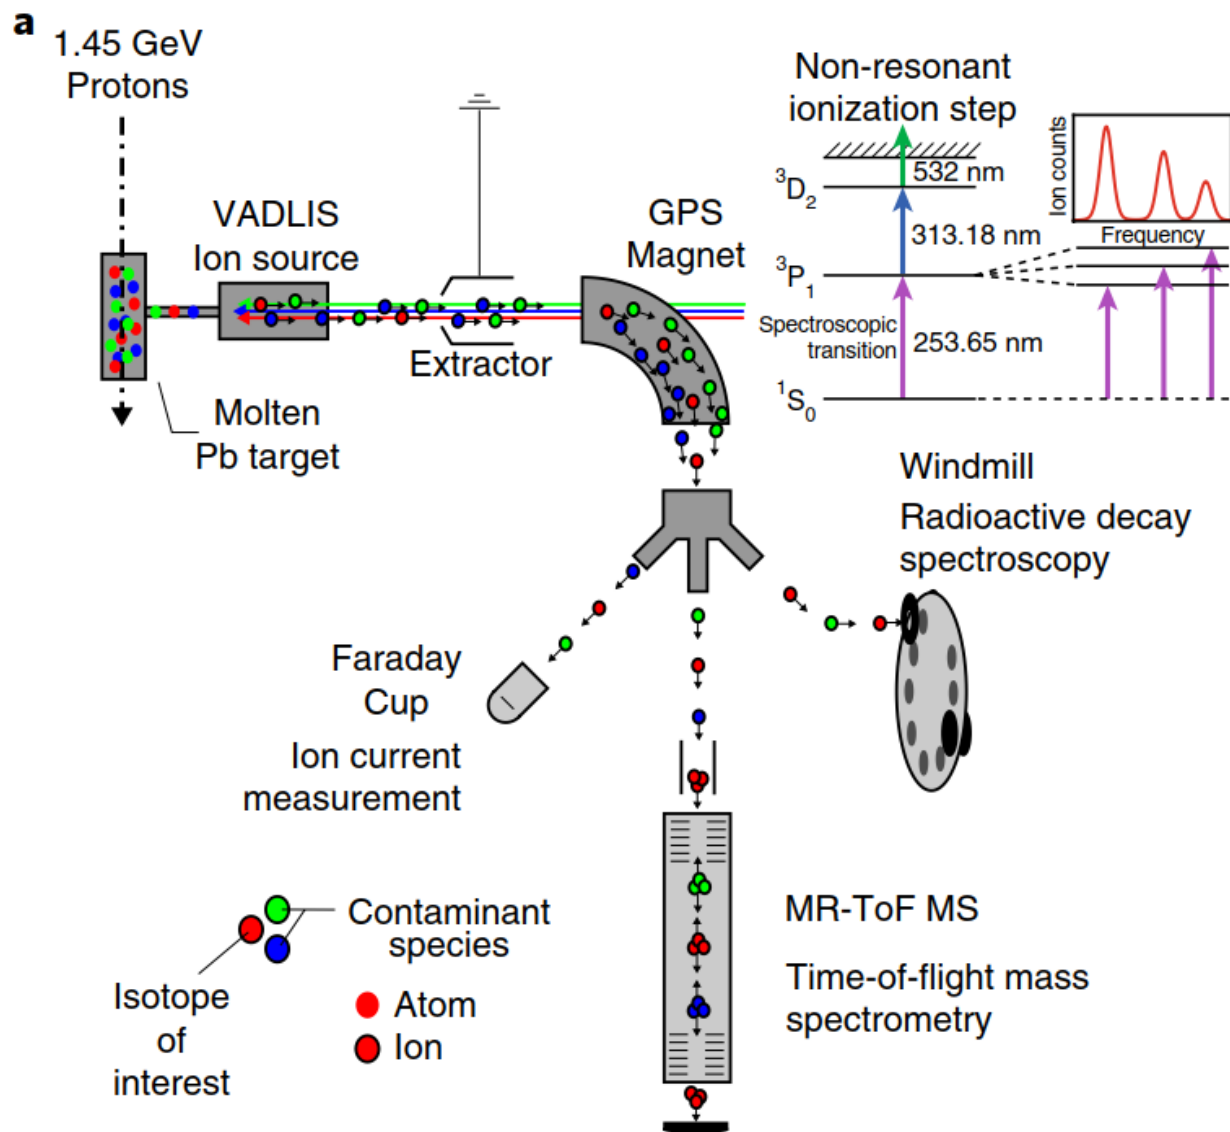 a
1.45 GeV
Protons
VADLIS
Ion source
Extractor
GPS
Magnet
Molten
Pb target
Non-resonant
ionization step
³D₂
532 nm
313.18 nm
³P₁
Spectroscopic
transition
253.65 nm
¹S₀
Ion counts
Frequency
Windmill
Radioactive decay
spectroscopy
Faraday
Cup
Ion current
measurement
MR-ToF MS
Time-of-flight mass
spectrometry
Contaminant
species
Isotope
of
interest
Atom
Ion